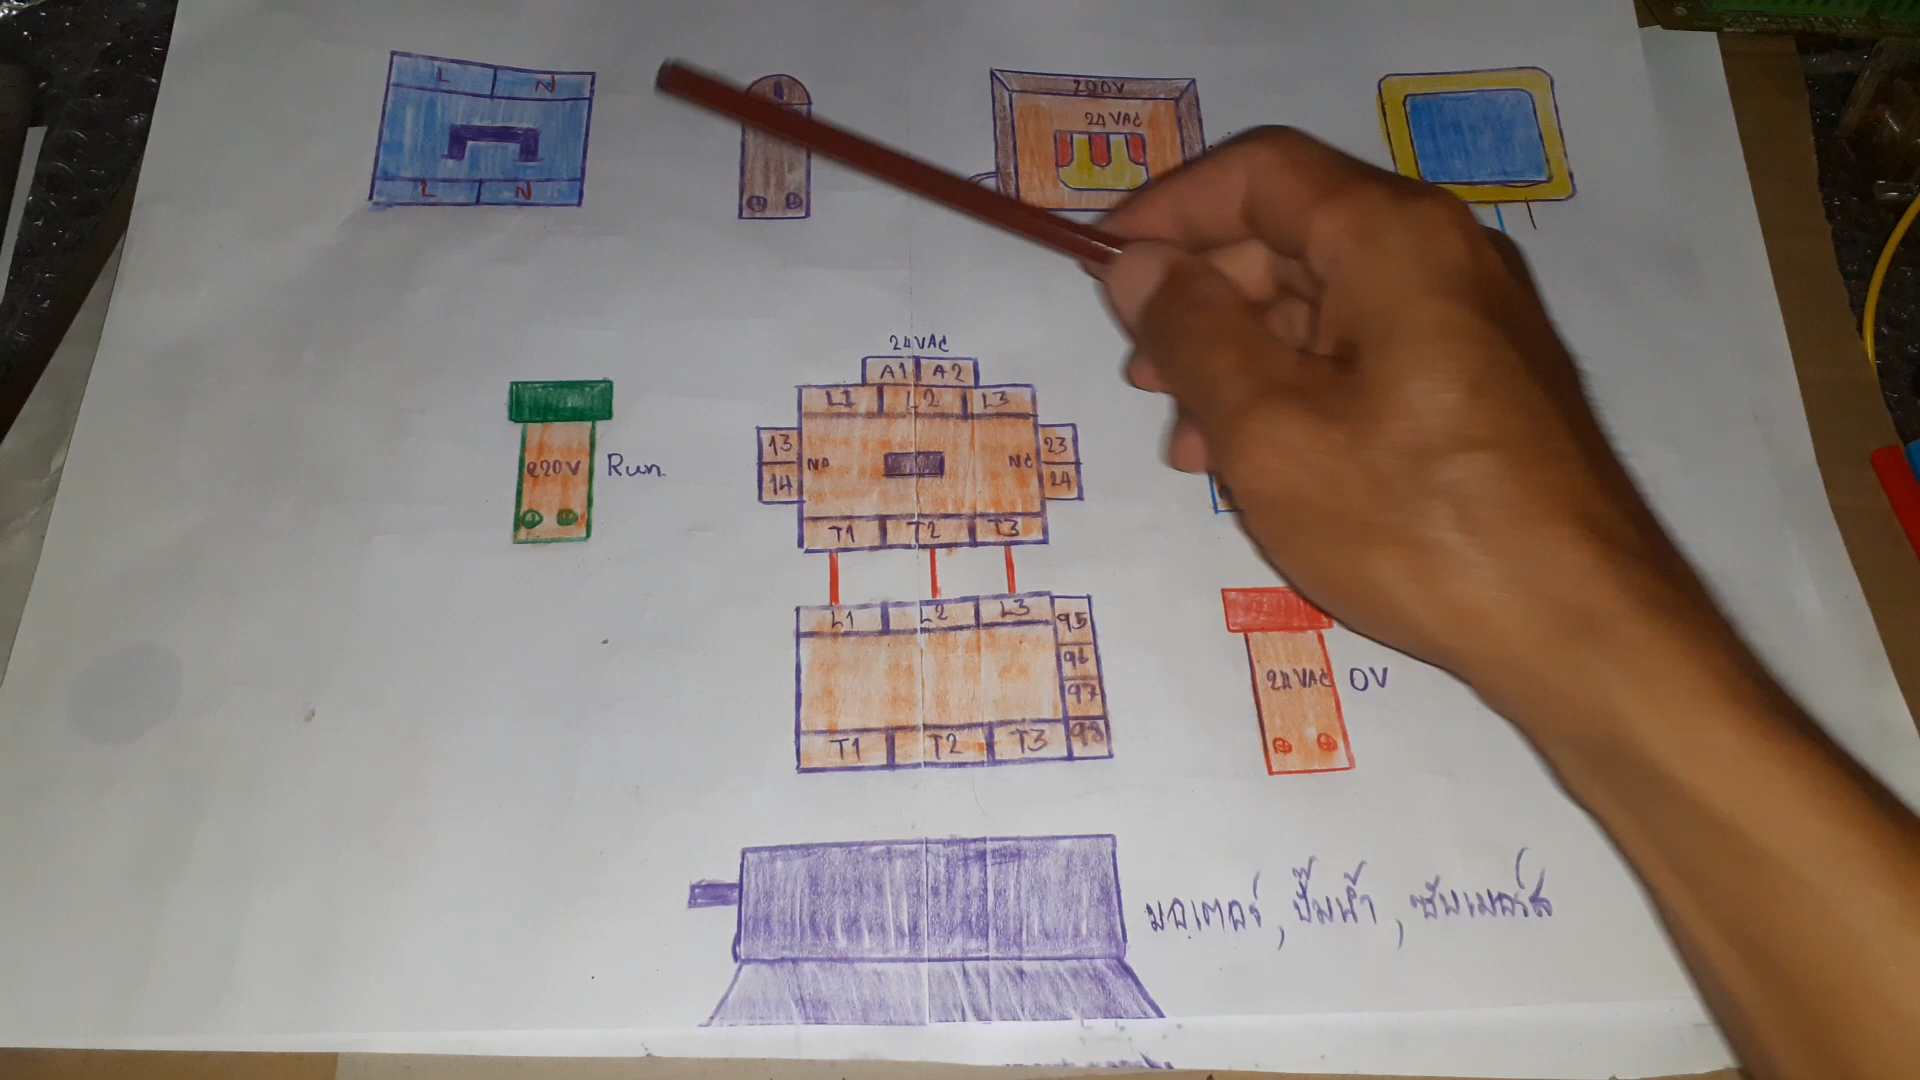 L N
L N
200V
24VAC
24VAC
A1 A2
L1 L2 L3
13 NO NC 23
14 24
T1 T2 T3
220V Run.
L1 L2 L3 95
96
97
T1 T2 T3 98
24VAC OV
มอเตอร์, ปั๊มน้ำ, ซับเมอร์ส